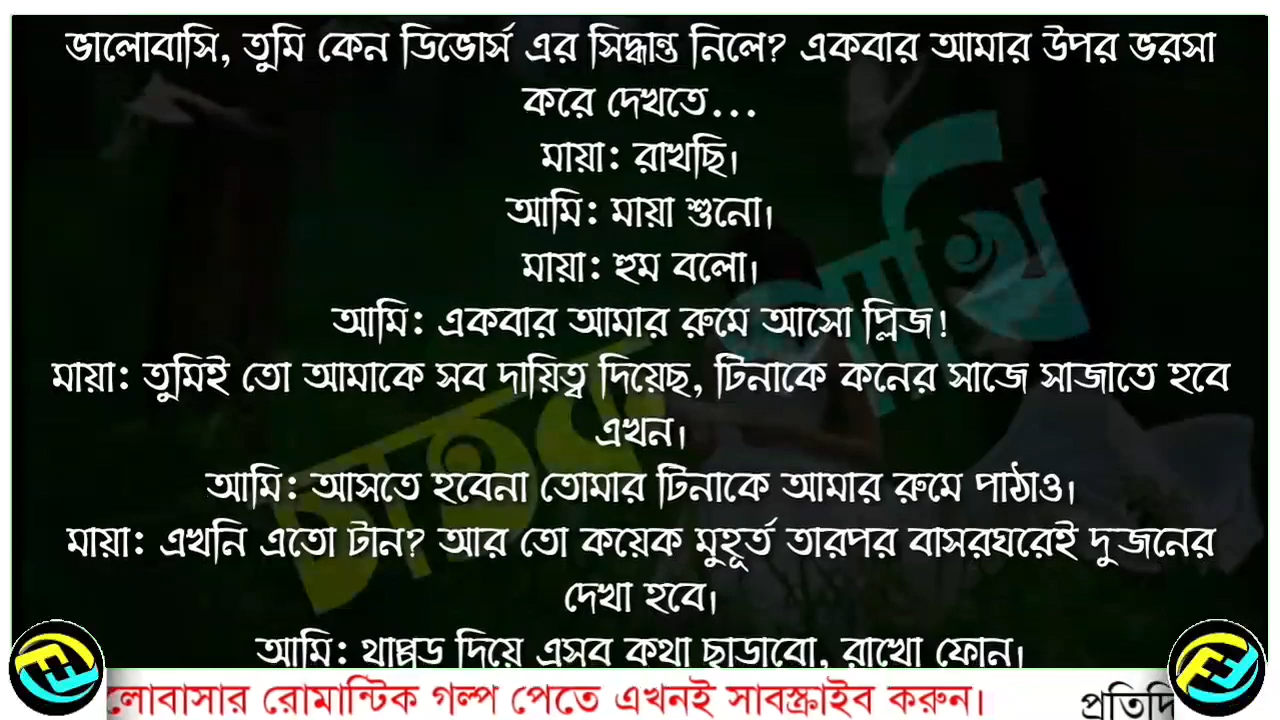 ভালোবাসি, তুমি কেন ডিভোর্স এর সিদ্ধান্ত নিলে? একবার আমার উপর ভরসা
করে দেখতে...
মায়া: রাখছি।
আমি: মায়া শুনো।
মায়া: হুম বলো।
আমি: একবার আমার রুমে আসো প্লিজ!
মায়া: তুমিই তো আমাকে সব দায়িত্ব দিয়েছ, টিনাকে কনের সাজে সাজাতে হবে
এখন।
আমি: আসতে হবেনা তোমার টিনাকে আমার রুমে পাঠাও।
মায়া: এখনি এতো টান? আর তো কয়েক মুহূর্ত তারপর বাসরঘরেই দুজনের
দেখা হবে।
আমি: থাপ্পড দিয়ে এসব কথা ছাডাবো, রাখো ফোন।
চাতক পাখি
লোবাসার রোমান্টিক গল্প পেতে এখনই সাবস্ক্রাইব করুন। প্রতিদি